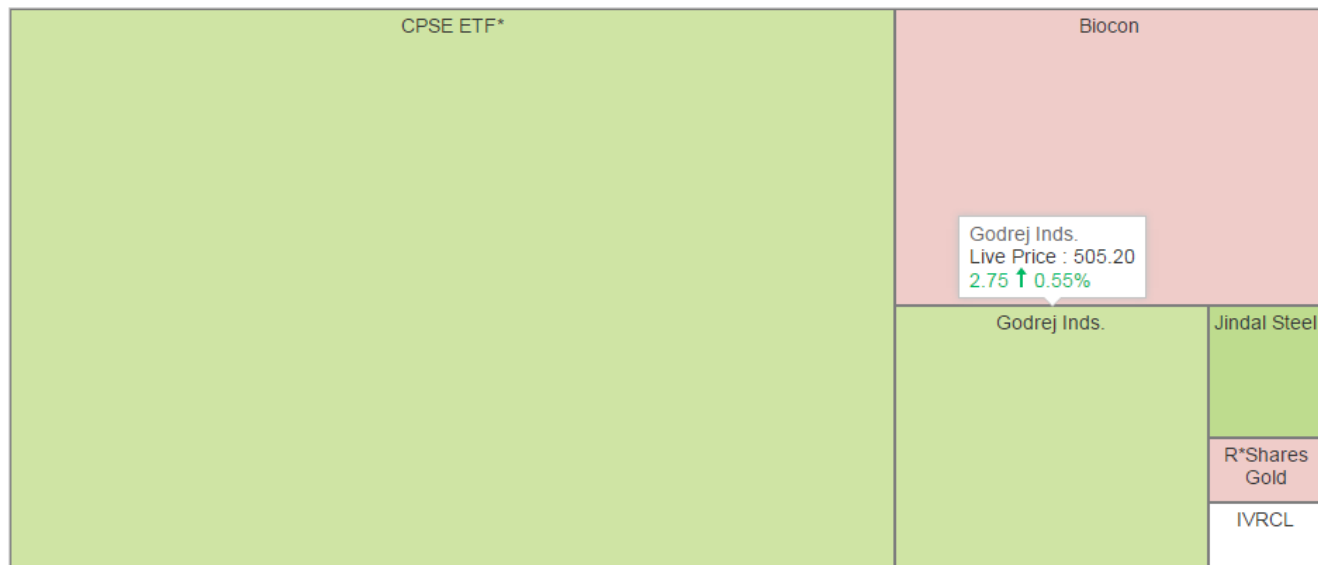 CPSE ETF*
Biocon
Godrej Inds.
Live Price : 505.20
2.75 ↑ 0.55%
Godrej Inds.
Jindal Steel
R*Shares
Gold
IVRCL